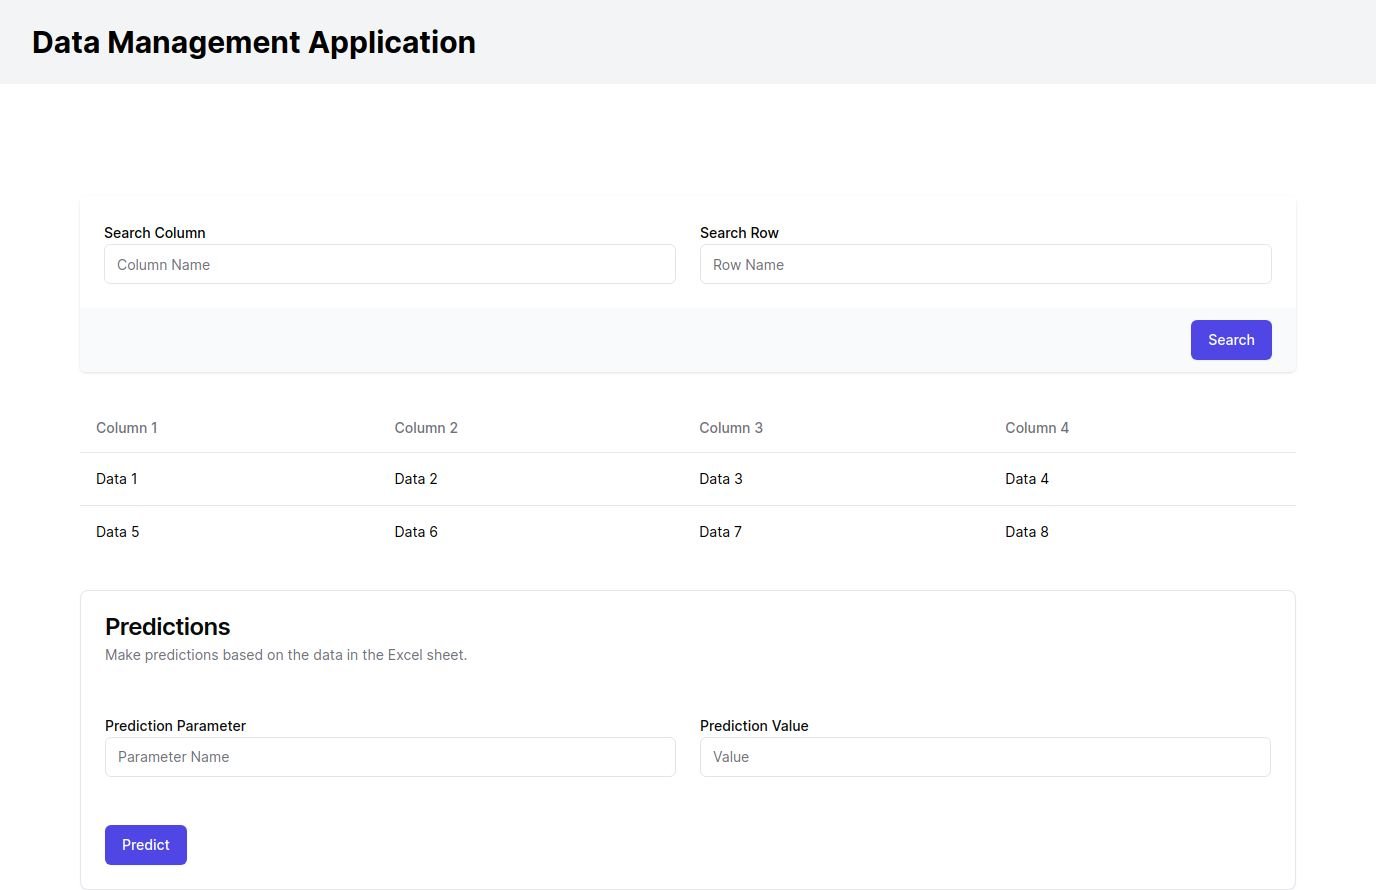 Data Management Application
Search Column Search Row
Column Name Row Name
Search
Column 1 Column 2 Column 3 Column 4
Data 1 Data 2 Data 3 Data 4
Data 5 Data 6 Data 7 Data 8
Predictions
Make predictions based on the data in the Excel sheet.
Prediction Parameter Prediction Value
Parameter Name Value
Predict